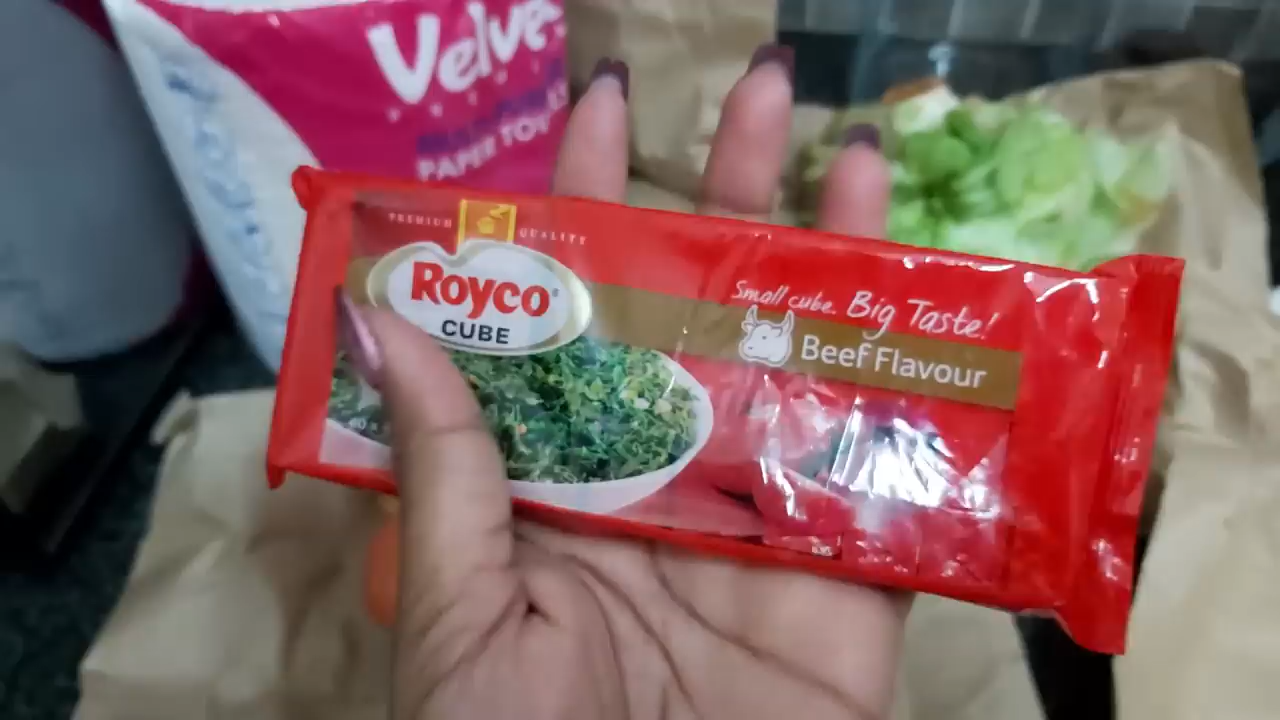 Velve
PAPER TOW
PREMIUM QUALITY
Royco
CUBE
Small cube. Big Taste!
Beef Flavour